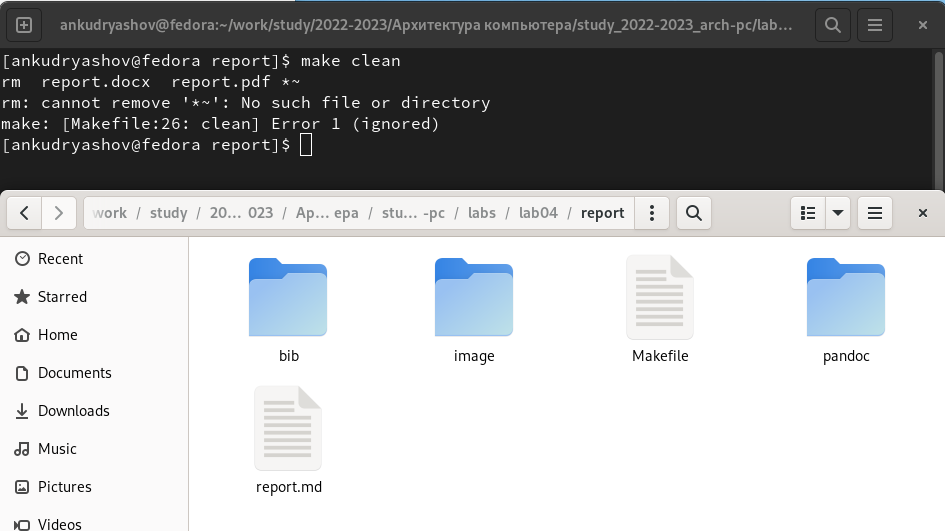 ankudryashov@fedora:~/work/study/2022-2023/Архитектура компьютера/study_2022-2023_arch-pc/lab…
[ankudryashov@fedora report]$ make clean
rm  report.docx  report.pdf *~
rm: cannot remove '*~': No such file or directory
make: [Makefile:26: clean] Error 1 (ignored)
[ankudryashov@fedora report]$
work / study / 20… 023 / Ар… ера / stu… -pc / labs / lab04 / report
Recent
Starred
Home
Documents
Downloads
Music
Pictures
Videos
bib
image
Makefile
pandoc
report.md